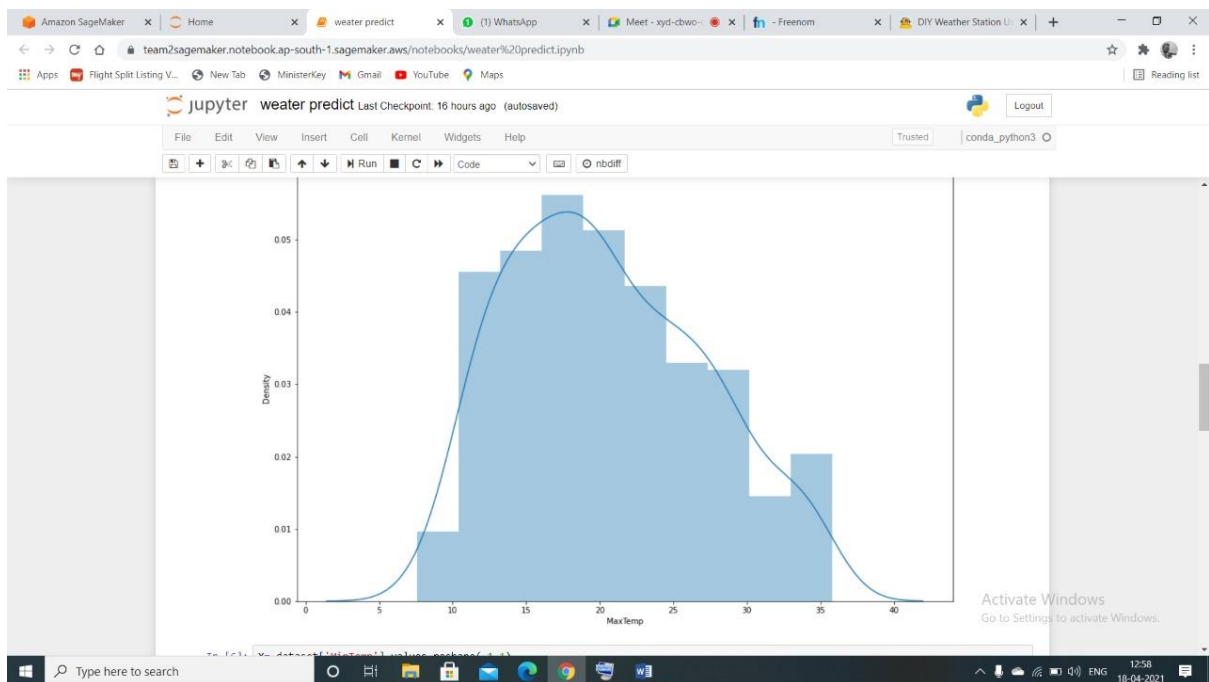 Amazon SageMaker
Home
weater predict
(1) WhatsApp
Meet - xyd-cbwo-
- Freenom
DIY Weather Station U
team2sagemaker.notebook.ap-south-1.sagemaker.aws/notebooks/weater%20predict.ipynb
Apps Flight Split Listing V... New Tab MinisterKey Gmail YouTube Maps Reading list
jupyter weater predict Last Checkpoint: 16 hours ago (autosaved) Logout
File Edit View Insert Cell Kernel Widgets Help Trusted conda_python3
Run Code nbdiff
0.05
0.04
0.03
0.02
0.01
0.00
Density
0 5 10 15 20 25 30 35 40
MaxTemp
Activate Windows
Go to Settings to activate Windows.
Type here to search
ENG
12:58
18-04-2021